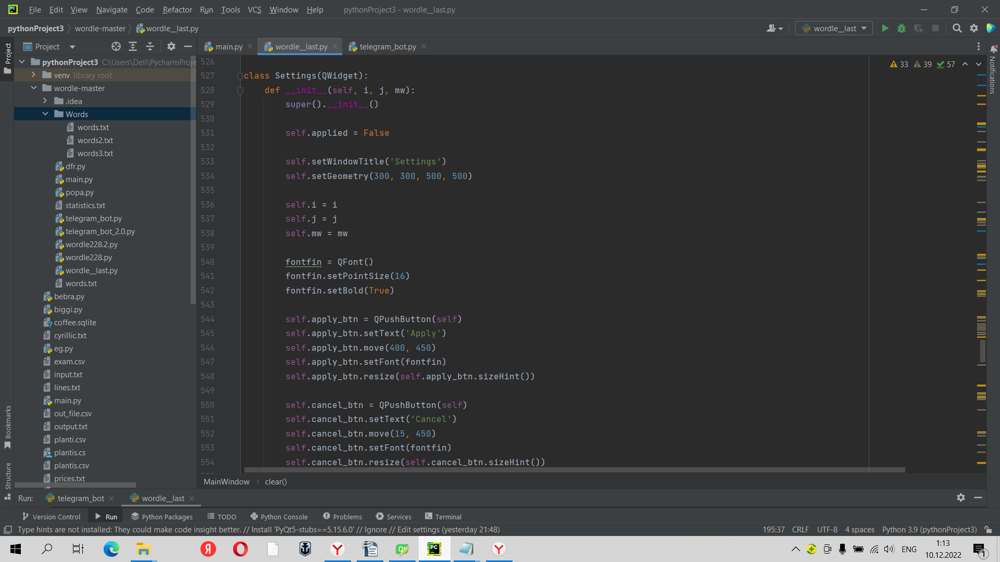 File Edit View Navigate Code Refactor Run Tools VCS Window Help pythonProject3 - wordle__last.py
pythonProject3 wordle-master wordle__last.py wordle__last
Project main.py wordle__last.py telegram_bot.py
pythonProject3 C:\Users\Dell\PycharmProje
venv library root
wordle-master
.idea
Words
words.txt
words2.txt
words3.txt
dfr.py
main.py
popa.py
statistics.txt
telegram_bot.py
telegram_bot_2.0.py
wordle228.2.py
wordle228.py
wordle__last.py
words.txt
bebra.py
biggi.py
coffee.sqlite
cyrillic.txt
eg.py
exam.csv
input.txt
lines.txt
main.py
out_file.csv
output.txt
planti.csv
plantis.cs
plantis.csv
prices.txt
Project
Bookmarks
Structure
Notifications
33 39 57
526
527 class Settings(QWidget):
528 def __init__(self, i, j, mw):
529 super().__init__()
530
531 self.applied = False
532
533 self.setWindowTitle('Settings')
534 self.setGeometry(300, 300, 500, 500)
535
536 self.i = i
537 self.j = j
538 self.mw = mw
539
540 fontfin = QFont()
541 fontfin.setPointSize(16)
542 fontfin.setBold(True)
543
544 self.apply_btn = QPushButton(self)
545 self.apply_btn.setText('Apply')
546 self.apply_btn.move(400, 450)
547 self.apply_btn.setFont(fontfin)
548 self.apply_btn.resize(self.apply_btn.sizeHint())
549
550 self.cancel_btn = QPushButton(self)
551 self.cancel_btn.setText('Cancel')
552 self.cancel_btn.move(15, 450)
553 self.cancel_btn.setFont(fontfin)
554 self.cancel_btn.resize(self.cancel_btn.sizeHint())
MainWindow clear()
Run: telegram_bot wordle__last
Version Control Run Python Packages TODO Python Console Problems Services Terminal
Type hints are not installed: They could make code insight better. // Install 'PyQt5-stubs==5.15.6.0' // Ignore // Edit settings (yesterday 21:48) 195:37 CRLF UTF-8 4 spaces Python 3.9 (pythonProject3)
ENG 1:13
10.12.2022 1